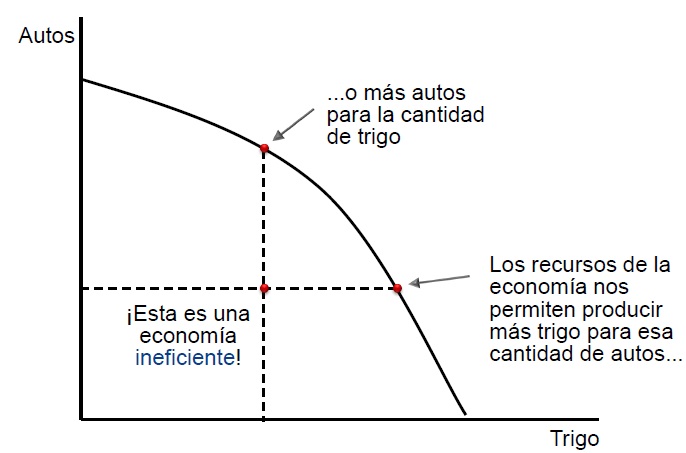 Autos
...o más autos
para la cantidad
de trigo
Los recursos de la
economía nos
permiten producir
más trigo para esa
cantidad de autos...
¡Esta es una
economía
ineficiente!
Trigo